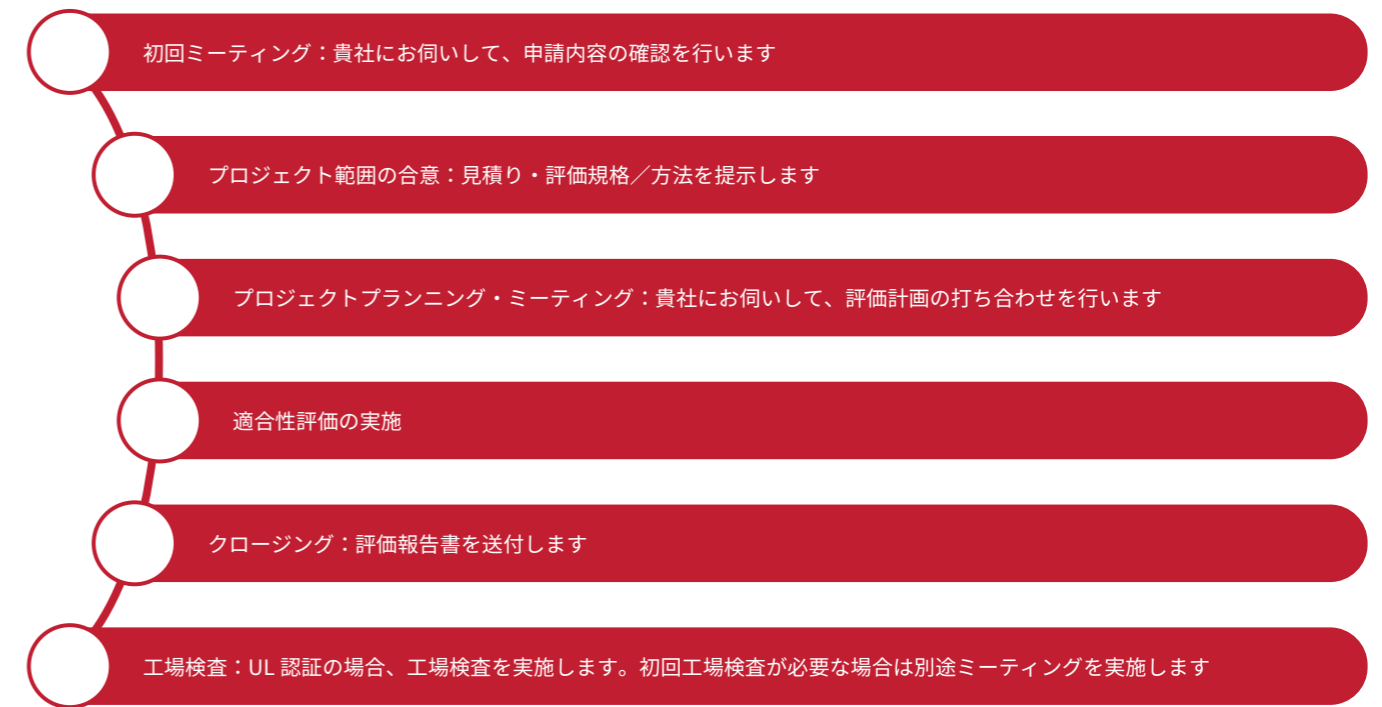 初回ミーティング：貴社にお伺いして、申請内容の確認を行います
プロジェクト範囲の合意：見積り・評価規格／方法を提示します
プロジェクトプランニング・ミーティング：貴社にお伺いして、評価計画の打ち合わせを行います
適合性評価の実施
クロージング：評価報告書を送付します
工場検査：UL 認証の場合、工場検査を実施します。初回工場検査が必要な場合は別途ミーティングを実施します